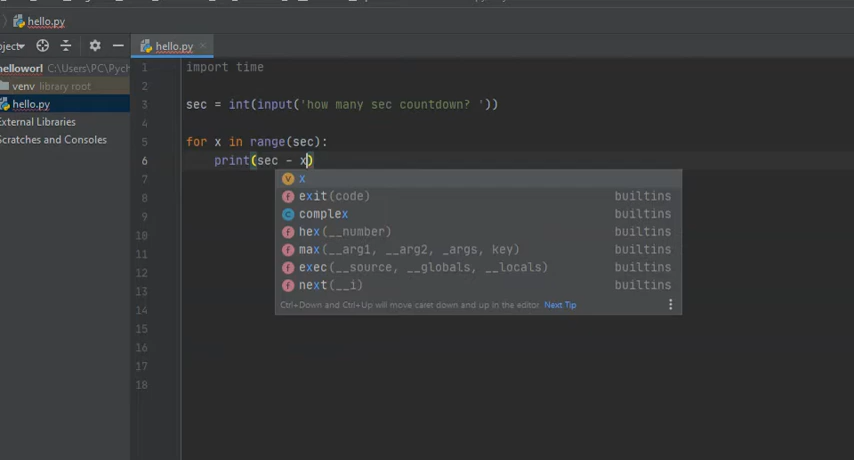 hello.py
oject
hello.py
helloworl C:\Users\PC\Pych
venv library root
hello.py
External Libraries
Scratches and Consoles
1 import time
2
3 sec = int(input('how many sec countdown? '))
4
5 for x in range(sec):
6 print(sec - x)
7 x
8 exit(code) builtins
9 complex builtins
10 hex(__number) builtins
11 max(__arg1, __arg2, _args, key) builtins
12 exec(__source, __globals, __locals) builtins
13 next(__i) builtins
14 Ctrl+Down and Ctrl+Up will move caret down and up in the editor Next Tip
15
16
17
18